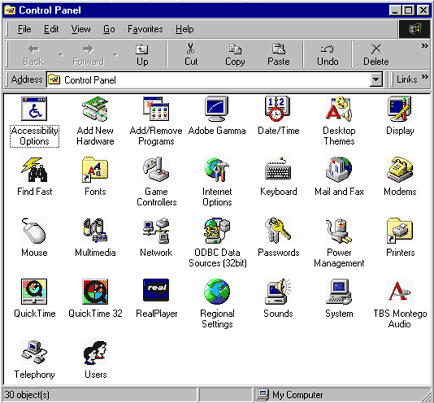 Control Panel
File Edit View Go Favorites Help
Back Forward Up Cut Copy Paste Undo Delete »
Address Control Panel Links »
Accessibility Options
Add New Hardware
Add/Remove Programs
Adobe Gamma
Date/Time
Desktop Themes
Display
Find Fast
Fonts
Game Controllers
Internet Options
Keyboard
Mail and Fax
Modems
Mouse
Multimedia
Network
ODBC Data Sources (32bit)
Passwords
Power Management
Printers
QuickTime
QuickTime 32
real
RealPlayer
Regional Settings
Sounds
System
TBS Montego Audio
Telephony
Users
30 object(s) My Computer